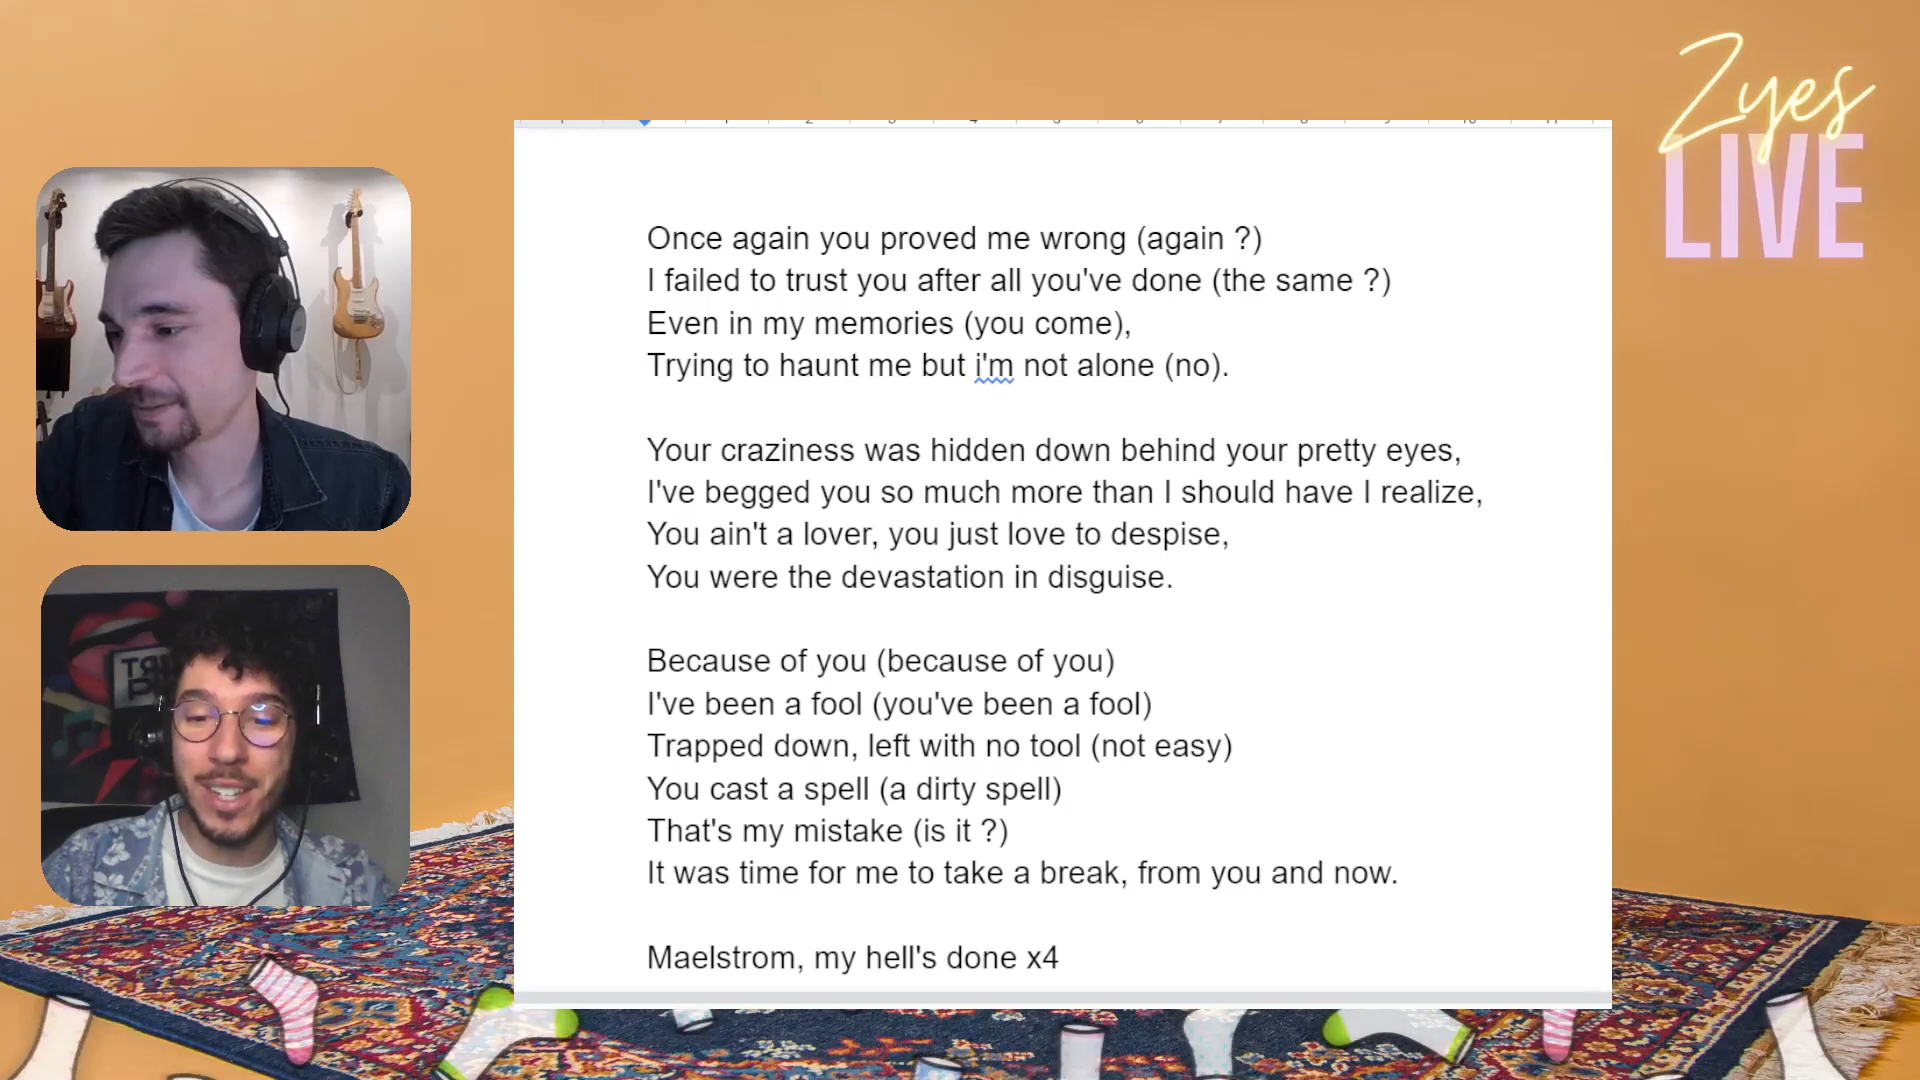 Zyes
LIVE
Once again you proved me wrong (again ?)
I failed to trust you after all you've done (the same ?)
Even in my memories (you come),
Trying to haunt me but i'm not alone (no).
Your craziness was hidden down behind your pretty eyes,
I've begged you so much more than I should have I realize,
You ain't a lover, you just love to despise,
You were the devastation in disguise.
Because of you (because of you)
I've been a fool (you've been a fool)
Trapped down, left with no tool (not easy)
You cast a spell (a dirty spell)
That's my mistake (is it ?)
It was time for me to take a break, from you and now.
Maelstrom, my hell's done x4